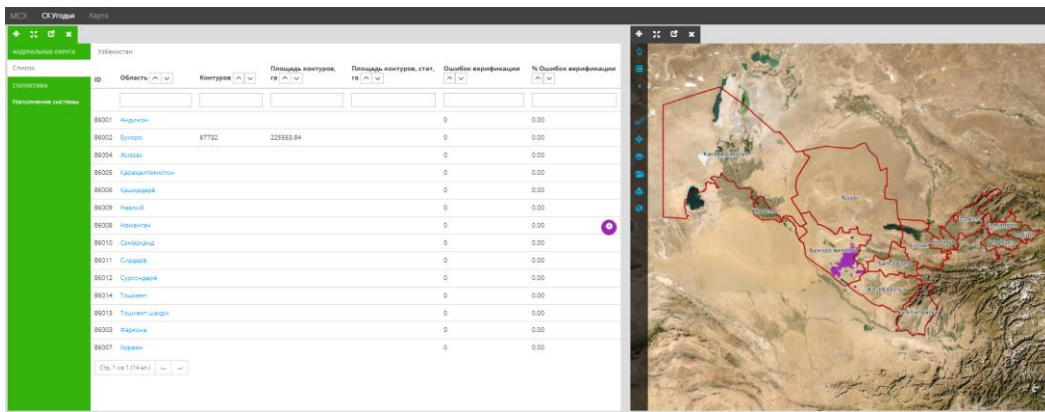 МСХ СХ Угодья Карта
ФЕДЕРАЛЬНЫЕ ОКРУГА
Список
СТАТИСТИКА
Наполнение системы
Узбекистан
ID Область Контуров Площадь контуров, га Площадь контуров, стат, га Ошибок верификации % Ошибок верификации
86001 Андижон 0 0.00
86002 Бухоро 67732 225553.84 0 0.00
86004 Жиззах 0 0.00
86005 Қорақалпоғистон 0 0.00
86006 Қашқадарё 0 0.00
86009 Навоий 0 0.00
86008 Наманган 0 0.00
86010 Самарқанд 0 0.00
86011 Сирдарё 0 0.00
86012 Сурхондарё 0 0.00
86014 Тошкент 0 0.00
86013 Тошкент шаҳри 0 0.00
86003 Фарғона 0 0.00
86007 Хоразм 0 0.00
Стр. 1 из 1 (14 эл.)
Karakalpakstan
Navoi
Samarkand
Kashkadarya
Surkhandarya